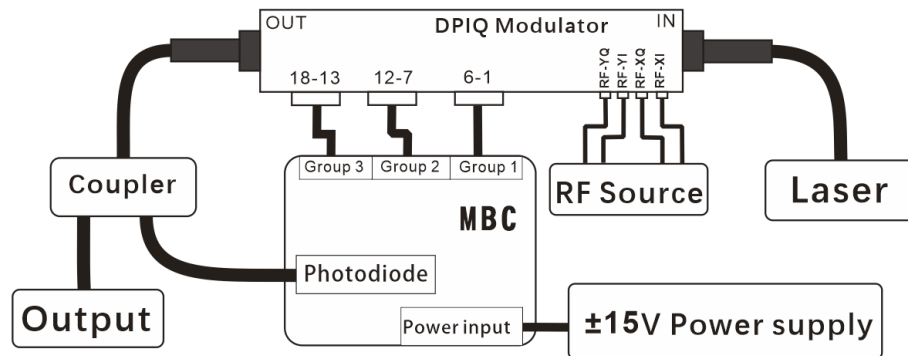 OUT
DPIQ Modulator
IN
18-13
12-7
6-1
RF-YQ
RF-YI
RF-XQ
RF-XI
Group 3
Group 2
Group 1
Coupler
MBC
RF Source
Laser
Photodiode
Output
Power input
±15V Power supply